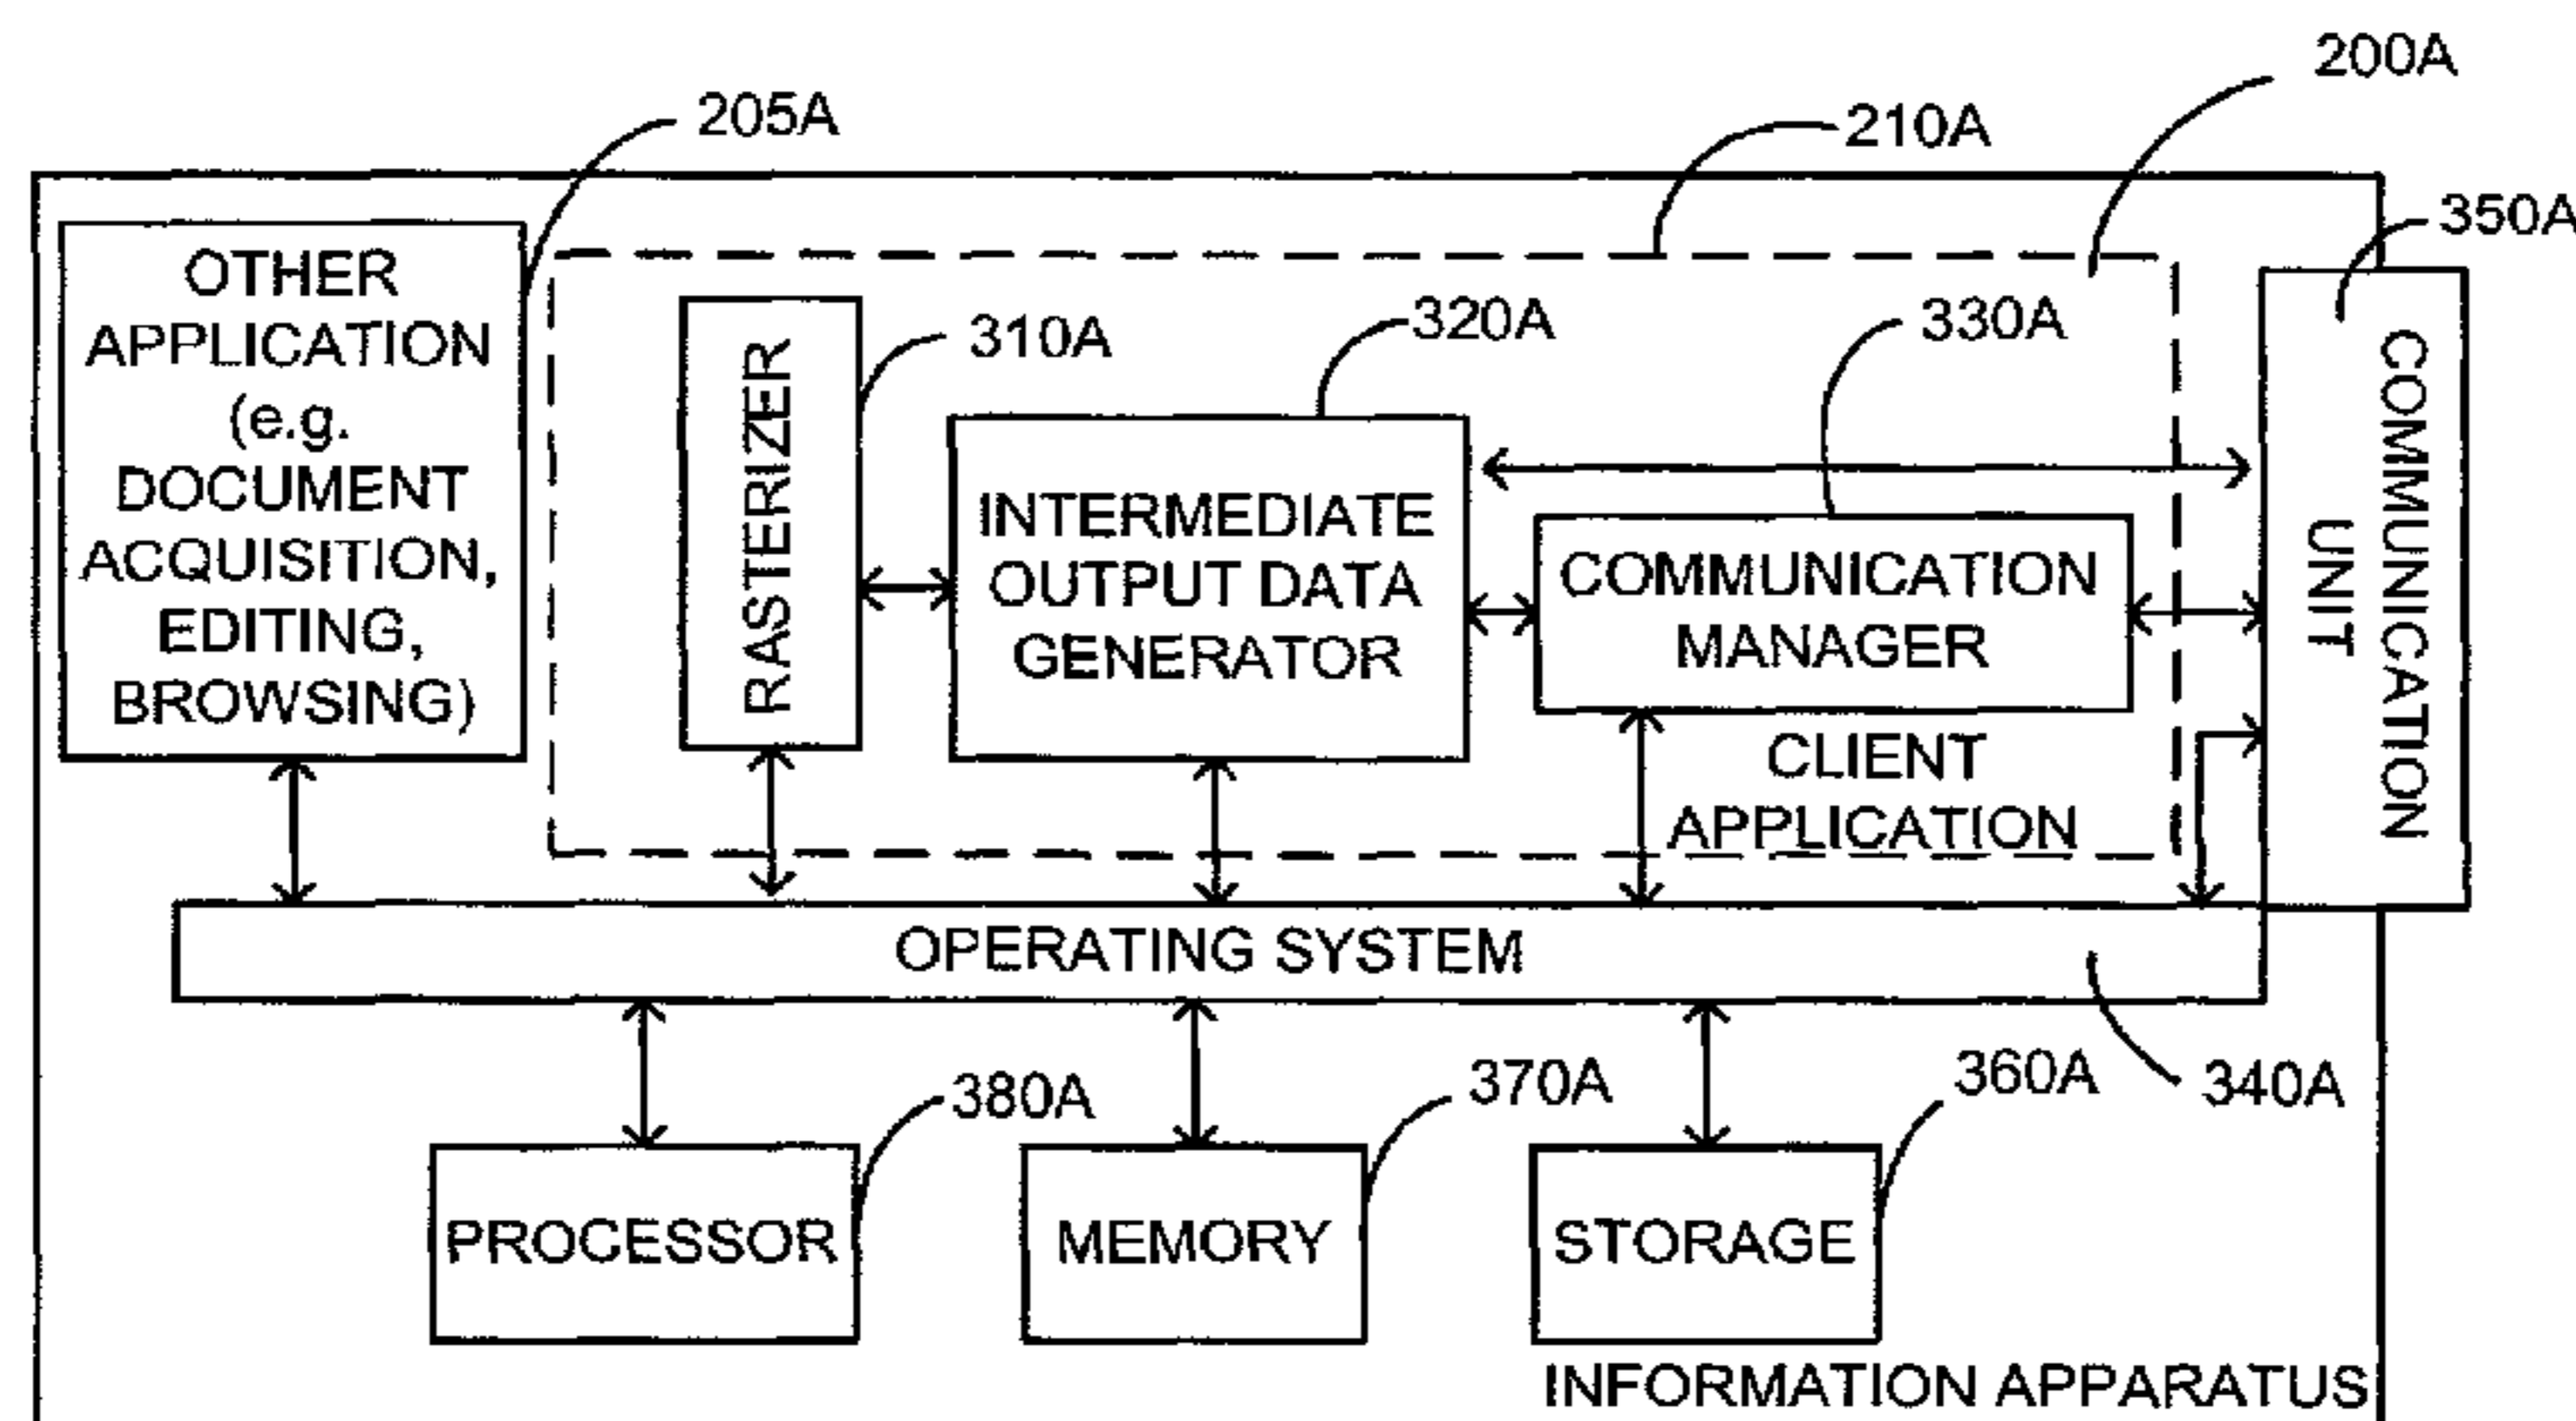 200A
205A
210A
350A
OTHER
APPLICATION
(e.g.
DOCUMENT
ACQUISITION,
EDITING,
BROWSING)
310A
320A
330A
RASTERIZER
INTERMEDIATE
OUTPUT DATA
GENERATOR
COMMUNICATION
MANAGER
CLIENT
APPLICATION
COMMUNICATION
UNIT
OPERATING SYSTEM
380A
370A
360A
340A
PROCESSOR
MEMORY
STORAGE
INFORMATION APPARATUS